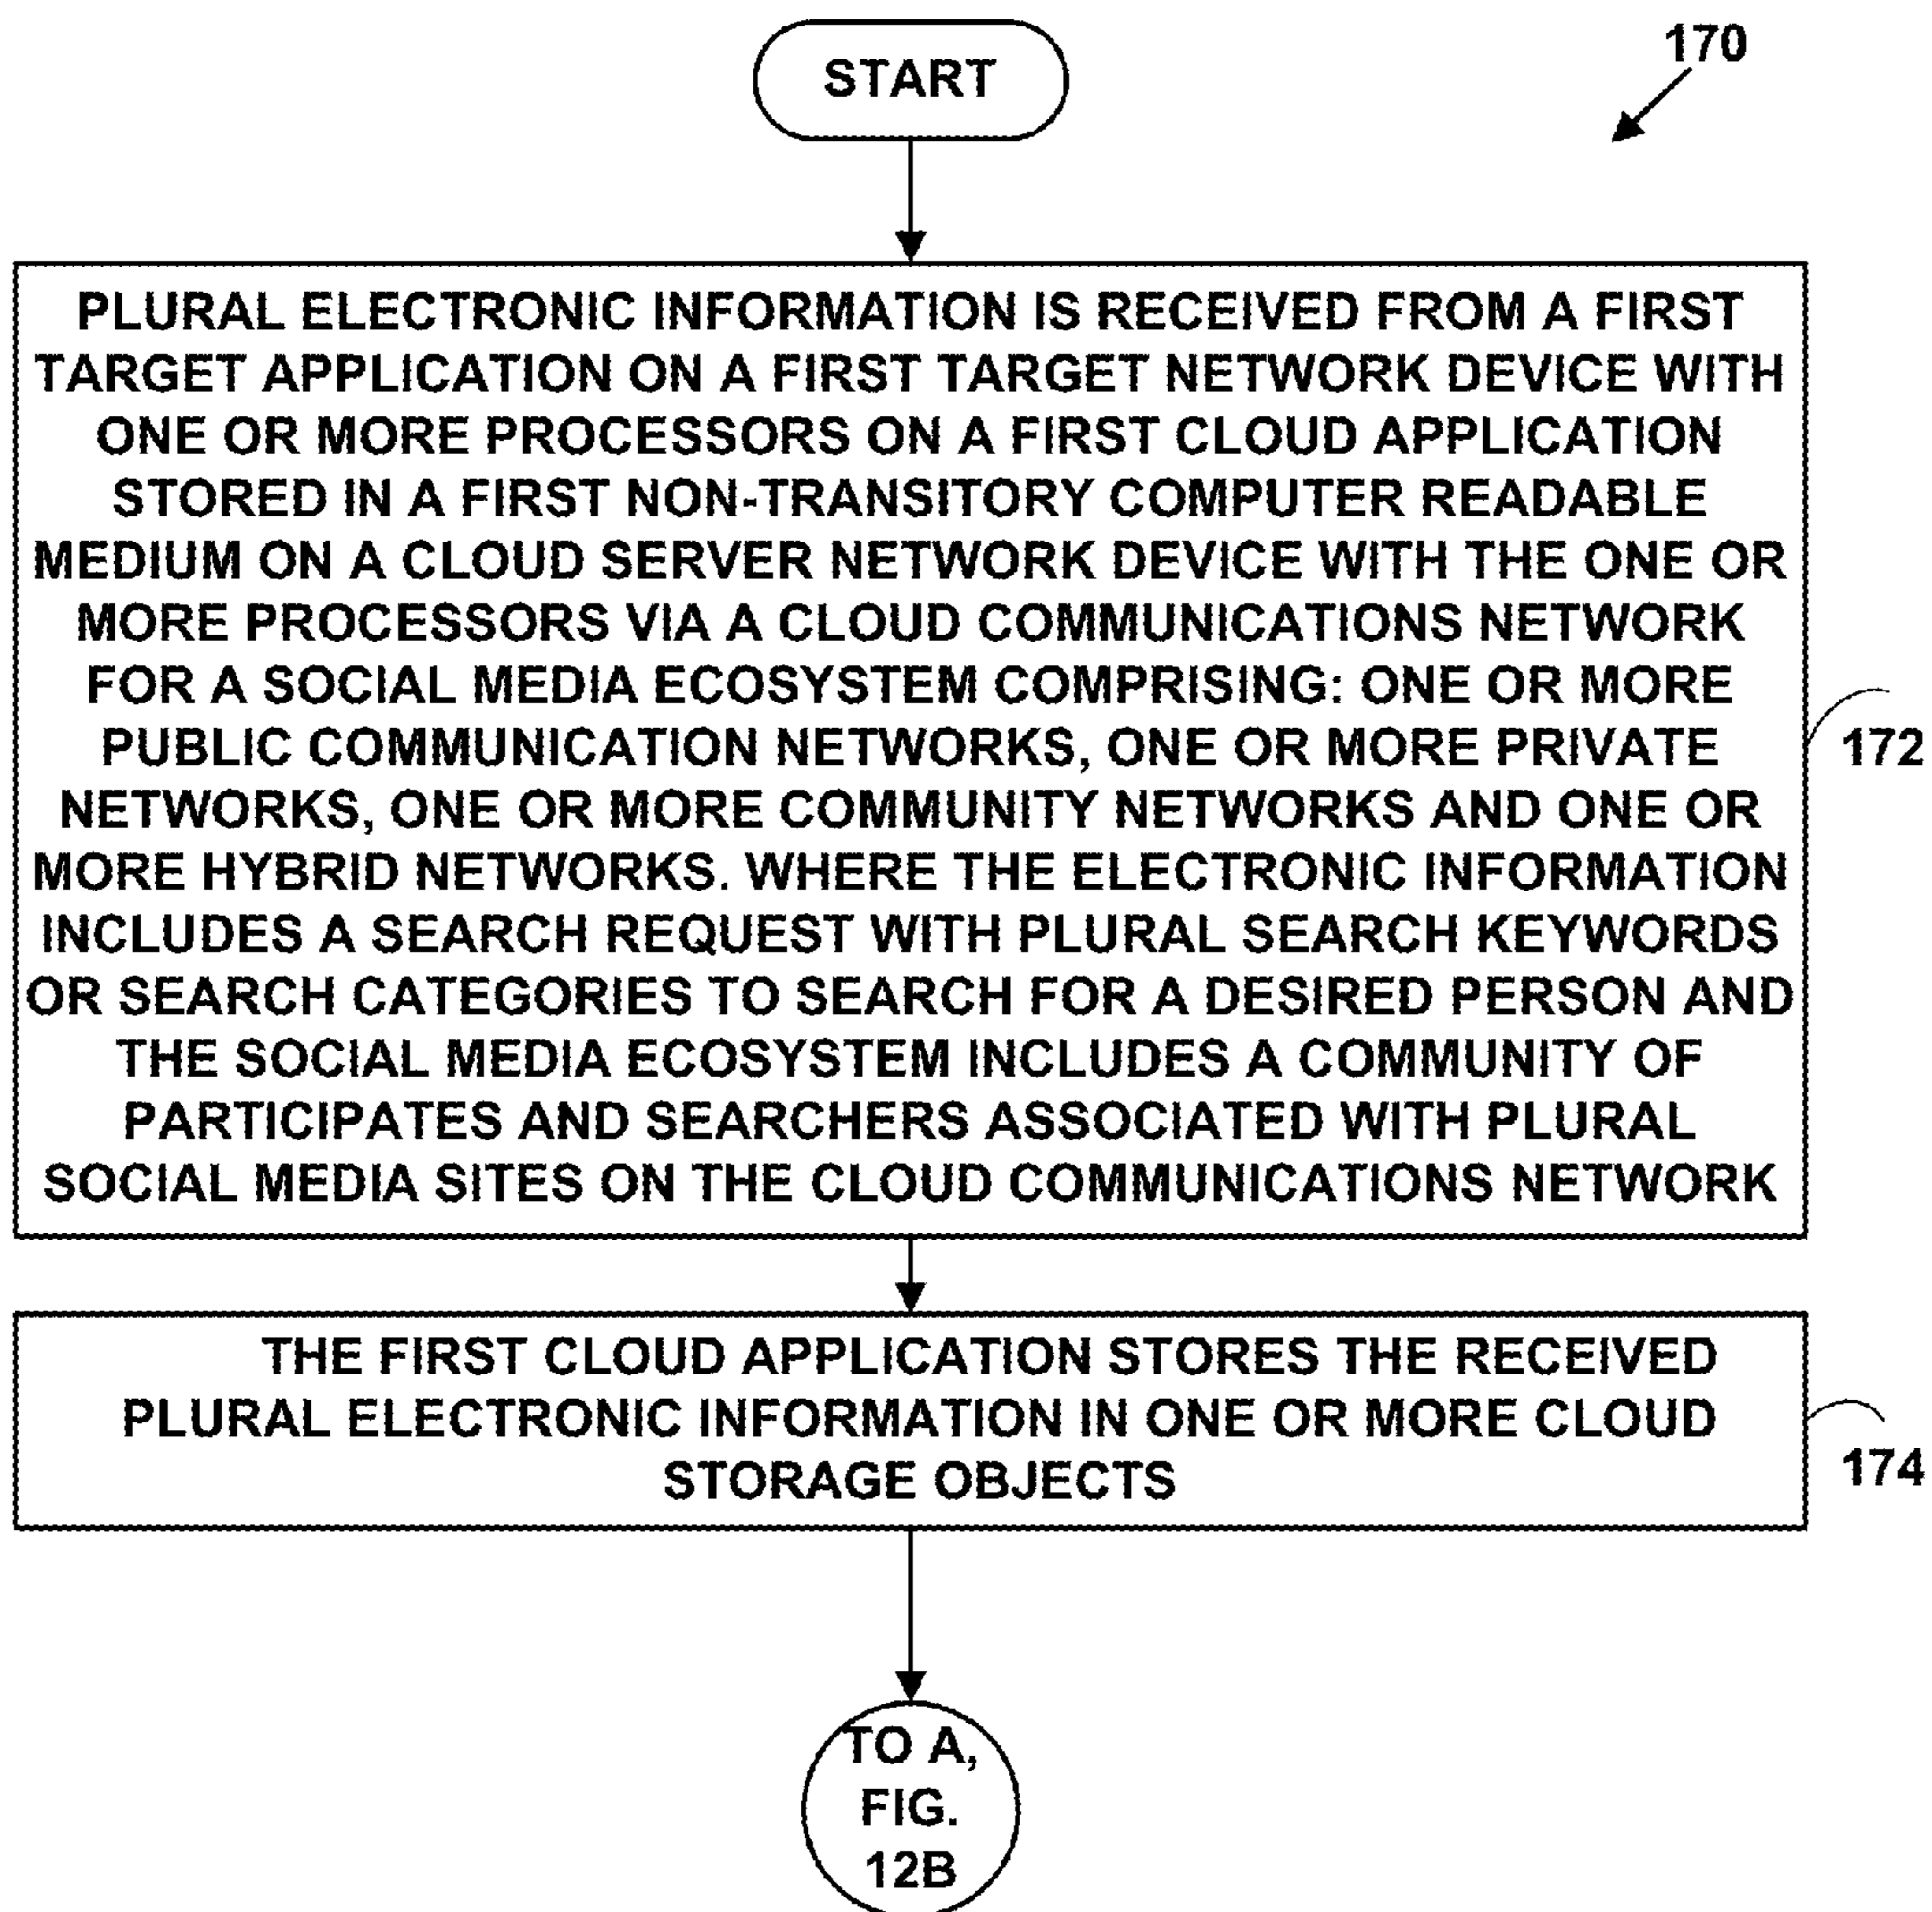 START
170
PLURAL ELECTRONIC INFORMATION IS RECEIVED FROM A FIRST
TARGET APPLICATION ON A FIRST TARGET NETWORK DEVICE WITH
ONE OR MORE PROCESSORS ON A FIRST CLOUD APPLICATION
STORED IN A FIRST NON-TRANSITORY COMPUTER READABLE
MEDIUM ON A CLOUD SERVER NETWORK DEVICE WITH THE ONE OR
MORE PROCESSORS VIA A CLOUD COMMUNICATIONS NETWORK
FOR A SOCIAL MEDIA ECOSYSTEM COMPRISING: ONE OR MORE
PUBLIC COMMUNICATION NETWORKS, ONE OR MORE PRIVATE
NETWORKS, ONE OR MORE COMMUNITY NETWORKS AND ONE OR
MORE HYBRID NETWORKS. WHERE THE ELECTRONIC INFORMATION
INCLUDES A SEARCH REQUEST WITH PLURAL SEARCH KEYWORDS
OR SEARCH CATEGORIES TO SEARCH FOR A DESIRED PERSON AND
THE SOCIAL MEDIA ECOSYSTEM INCLUDES A COMMUNITY OF
PARTICIPATES AND SEARCHERS ASSOCIATED WITH PLURAL
SOCIAL MEDIA SITES ON THE CLOUD COMMUNICATIONS NETWORK
172
THE FIRST CLOUD APPLICATION STORES THE RECEIVED
PLURAL ELECTRONIC INFORMATION IN ONE OR MORE CLOUD
STORAGE OBJECTS
174
TO A,
FIG.
12B